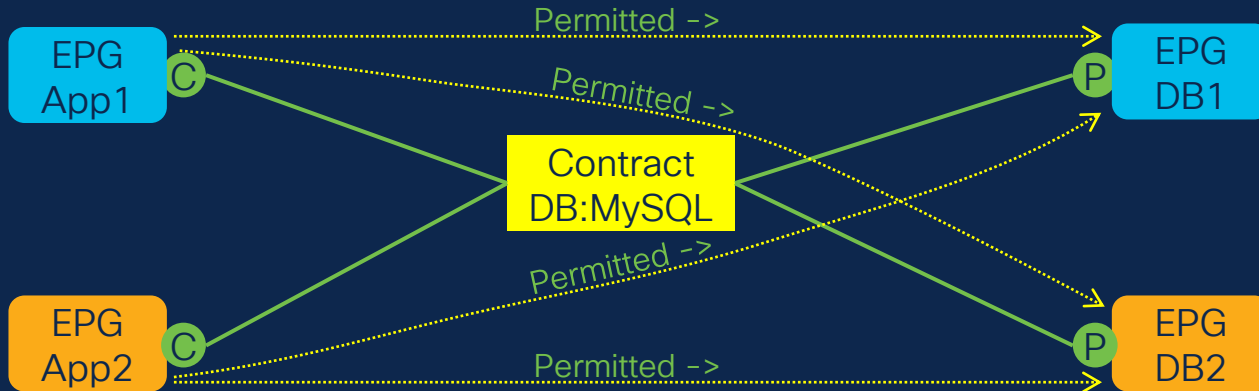 Permitted ->
EPG
App1
C
P
EPG
DB1
Permitted ->
Contract
DB:MySQL
Permitted ->
EPG
App2
C
P
EPG
DB2
Permitted ->